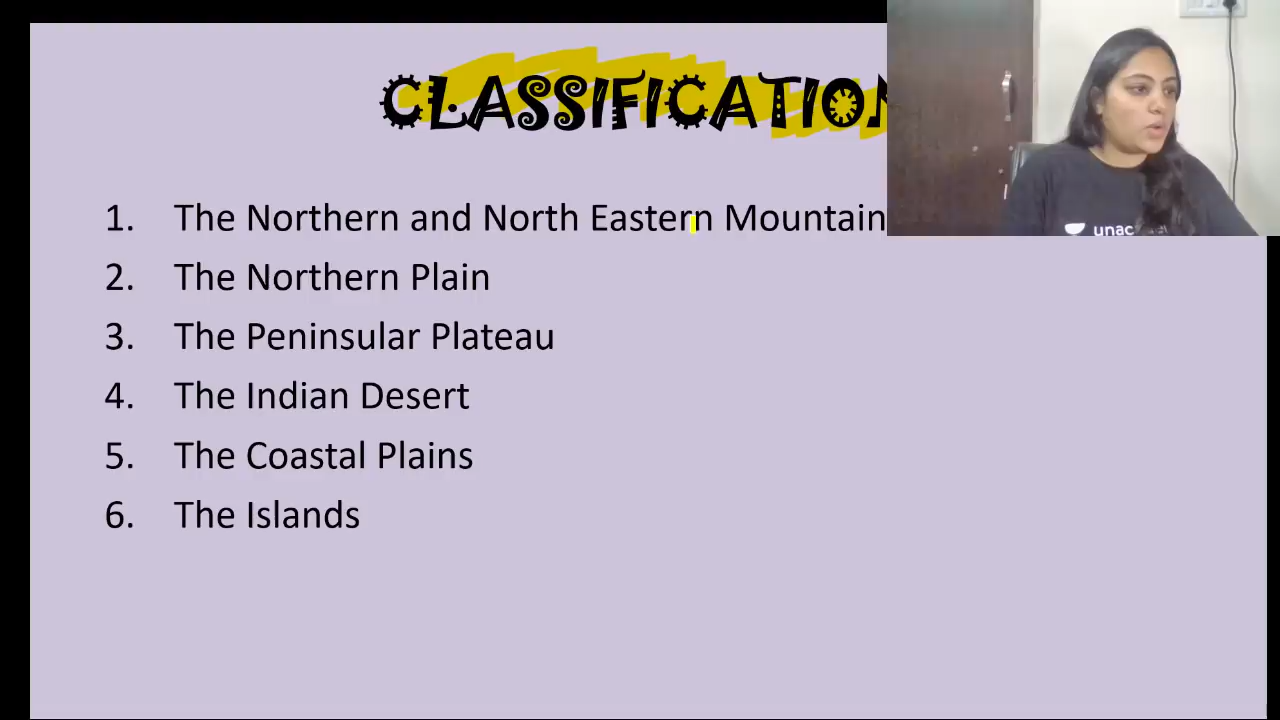 CLASSIFICATION
1. The Northern and North Eastern Mountain
2. The Northern Plain
3. The Peninsular Plateau
4. The Indian Desert
5. The Coastal Plains
6. The Islands